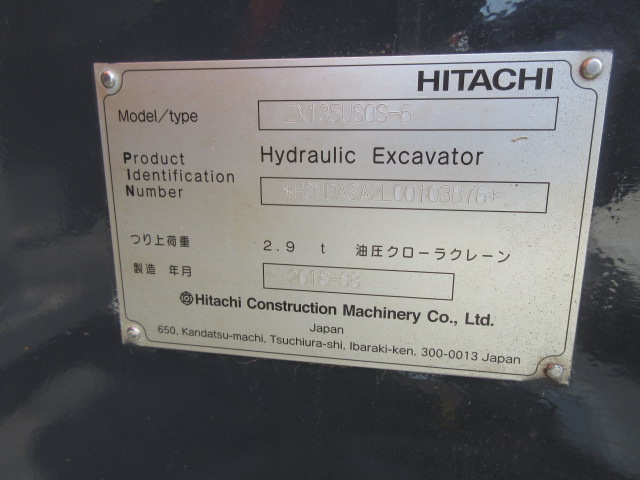 HITACHI
Model/type ZX135USOS-6
Product Hydraulic Excavator
Identification
Number
つり上荷重 2.9 t 油圧クローラクレーン
製造 年月
Hitachi Construction Machinery Co., Ltd.
Japan
650, Kandatsu-machi, Tsuchiura-shi, Ibaraki-ken, 300-0013 Japan